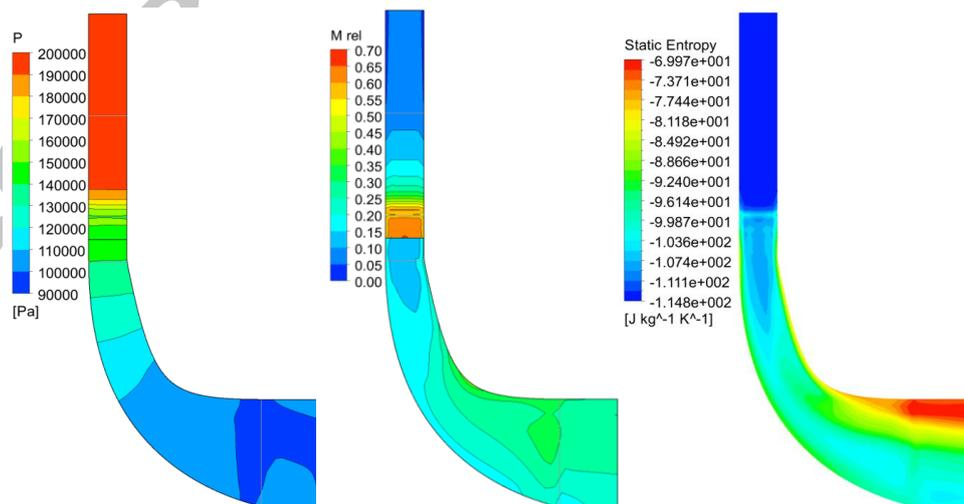 P
200000
190000
170000
160000
150000
140000
130000
120000
110000
100000
90000
[Pa]
M rel
0.70
0.65
0.60
0.55
0.50
0.45
0.35
0.30
0.25
0.20
0.15
0.10
0.05
0.00
Static Entropy
-6.997e+001
-7.371e+001
-7.744e+001
-8.118e+001
-8.492e+001
-8.866e+001
-9.240e+001
-9.614e+001
-9.987e+001
-1.036e+002
-1.074e+002
-1.111e+002
-1.148e+002
[J kg^-1 K^-1]